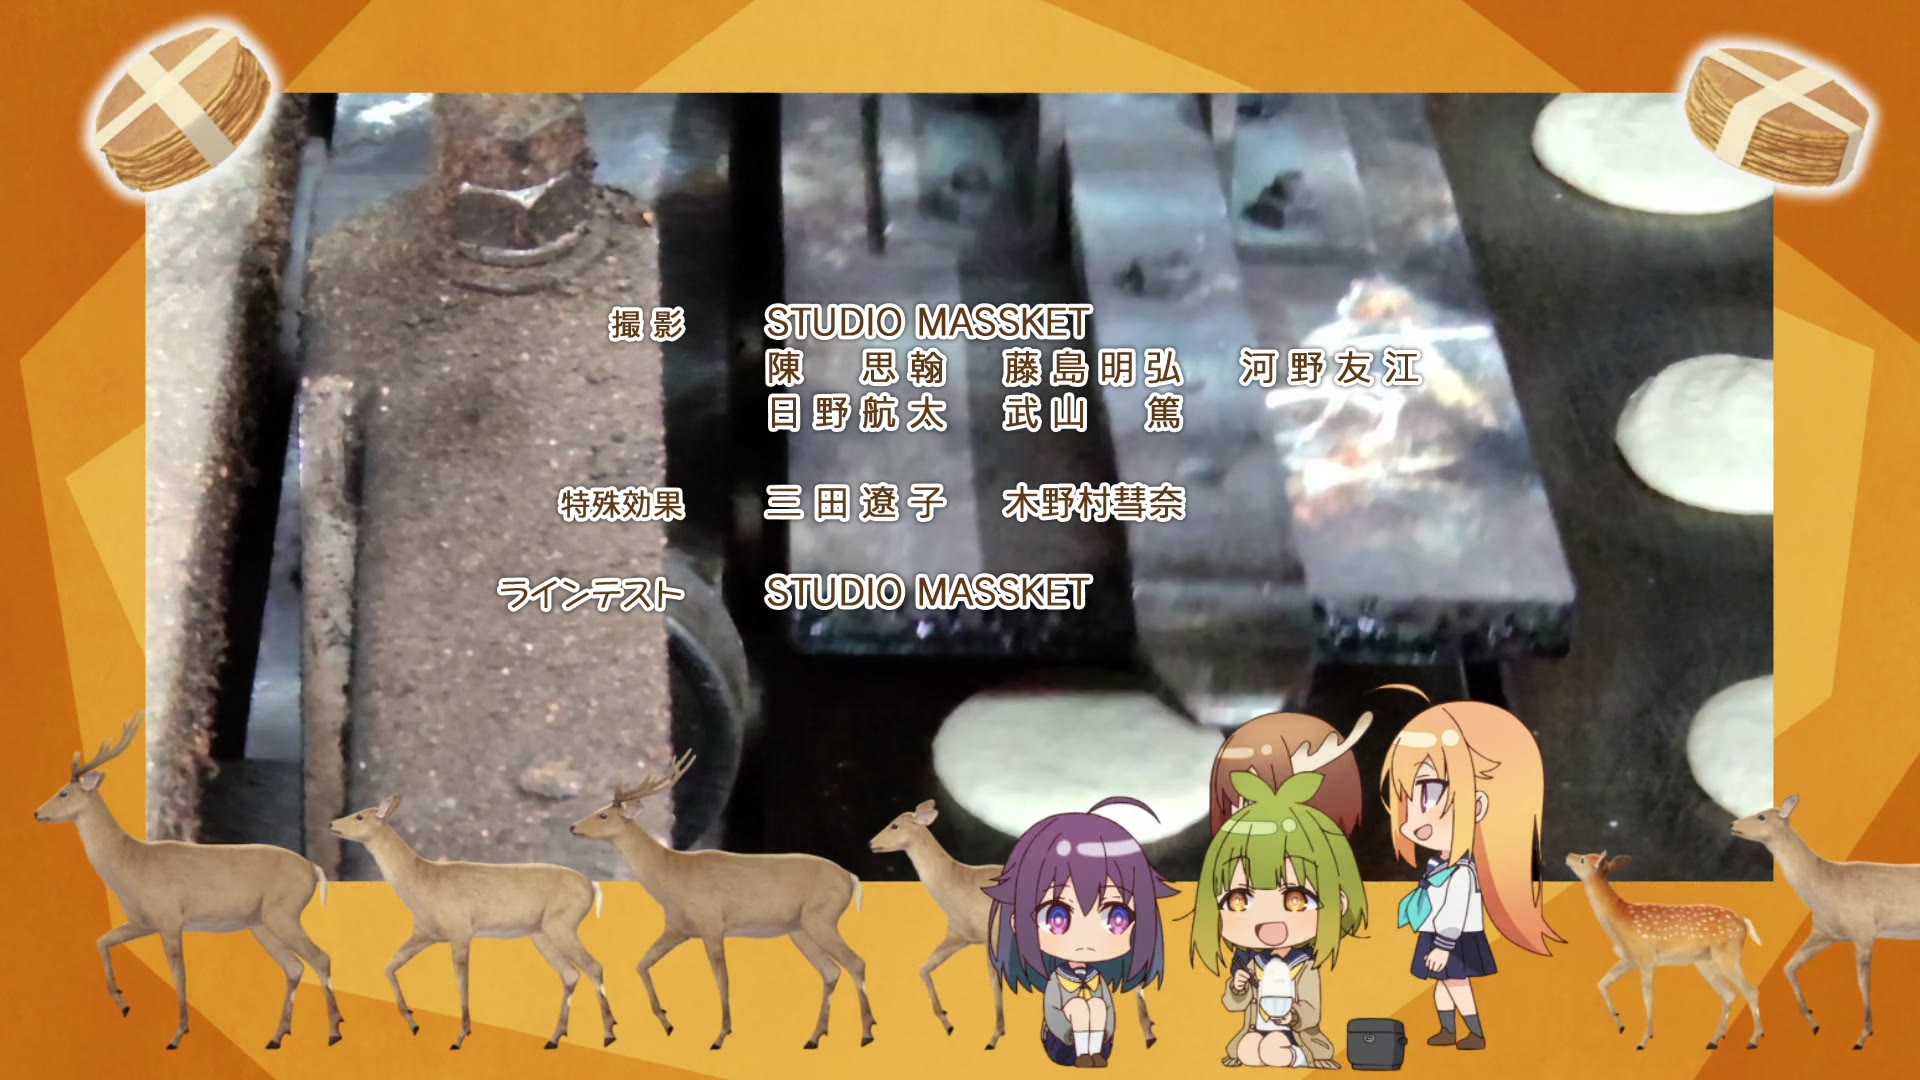 撮影 STUDIO MASSKET
陳 思翰 藤島明弘 河野友江
日野航太 武山 篤
特殊効果 三田遼子 木野村彗奈
ラインテスト STUDIO MASSKET